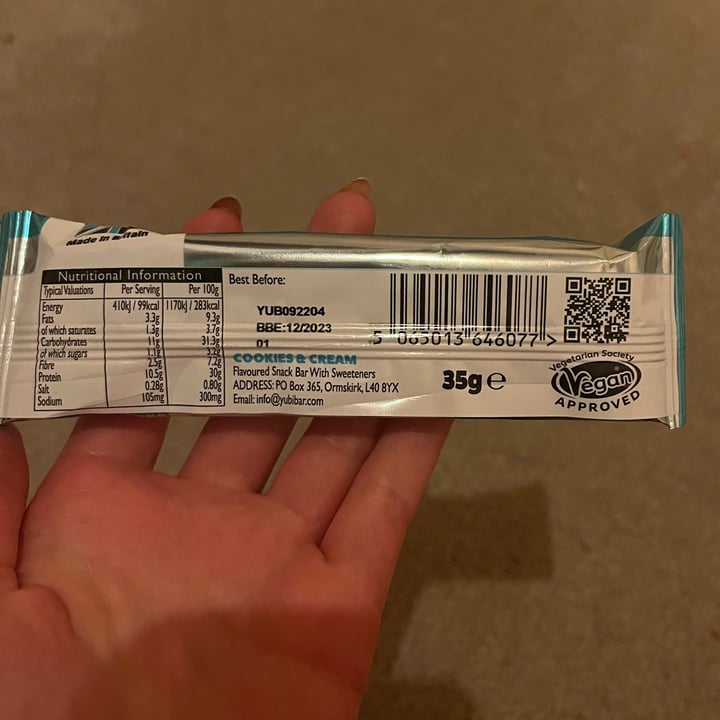 Made in Britain
Nutritional Information
Typical Valuations Per Serving Per 100g
Energy 410kJ / 99kcal 1170kJ / 283kcal
Fats 3.3g 9.3g
of which saturates 1.3g 3.7g
Carbohydrates 11g 31.3g
of which sugars 1.1g 3.2g
Fibre 2.5g 7.2g
Protein 10.5g 30g
Salt 0.28g 0.80g
Sodium 105mg 300mg
Best Before:
YUB092204
BBE:12/2023
01
COOKIES & CREAM
Flavoured Snack Bar With Sweeteners
ADDRESS: PO Box 365, Ormskirk, L40 8YX
Email: info@yubibar.com
5 065013 646077 >
35g e
Vegetarian Society
Vegan
APPROVED